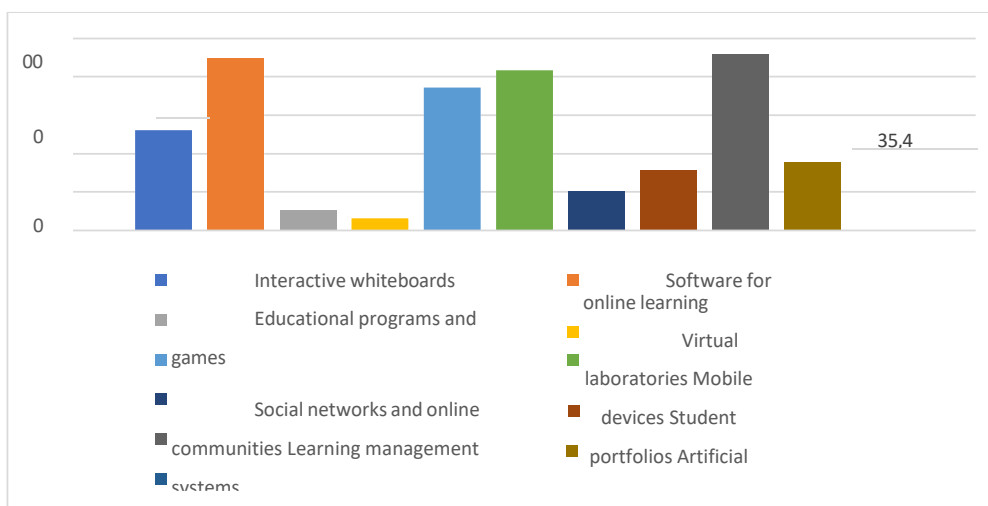 00
0
35,4
0
Interactive whiteboards
Software for
online learning
Educational programs and
games
Virtual
laboratories Mobile
Social networks and online
devices Student
communities Learning management
portfolios Artificial
systems